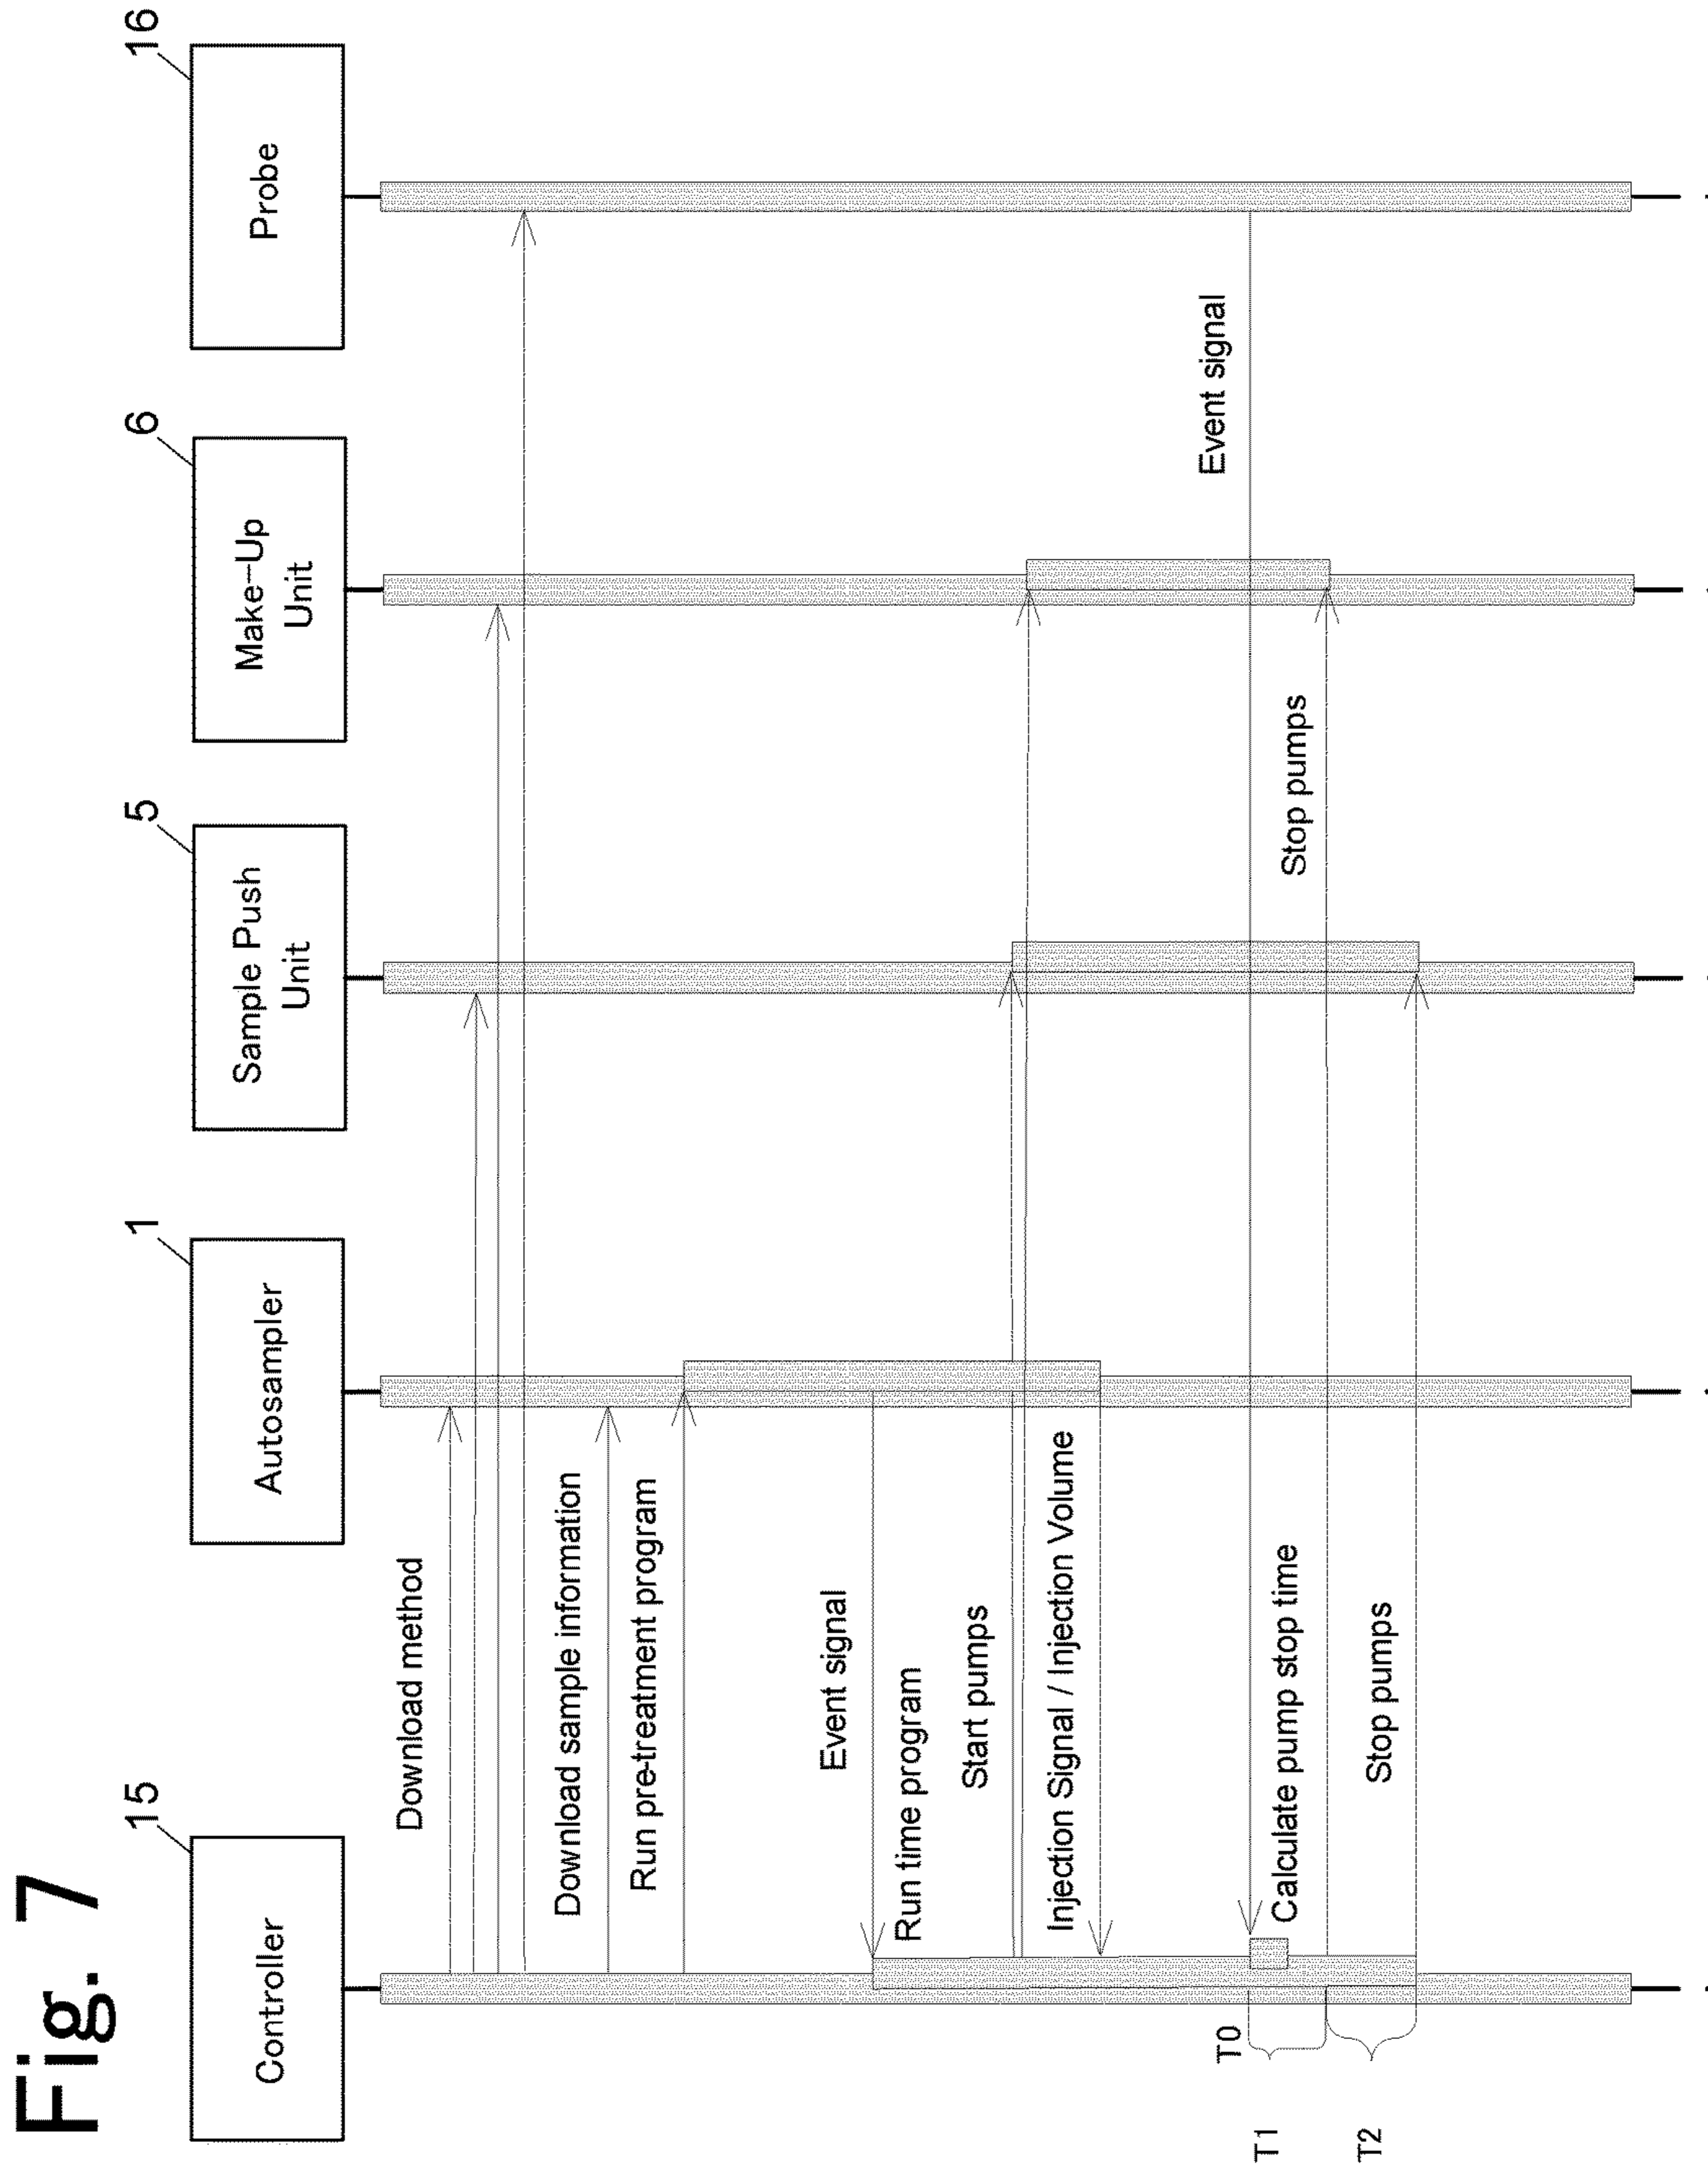 Fig. 7
15
Controller
1
Autosampler
5
Sample Push
Unit
6
Make-Up
Unit
16
Probe
Download method
Download sample information
Run pre-treatment program
Event signal
Run time program
Start pumps
Injection Signal / Injection Volume
Event signal
T0
Calculate pump stop time
T1
Stop pumps
T2
Stop pumps